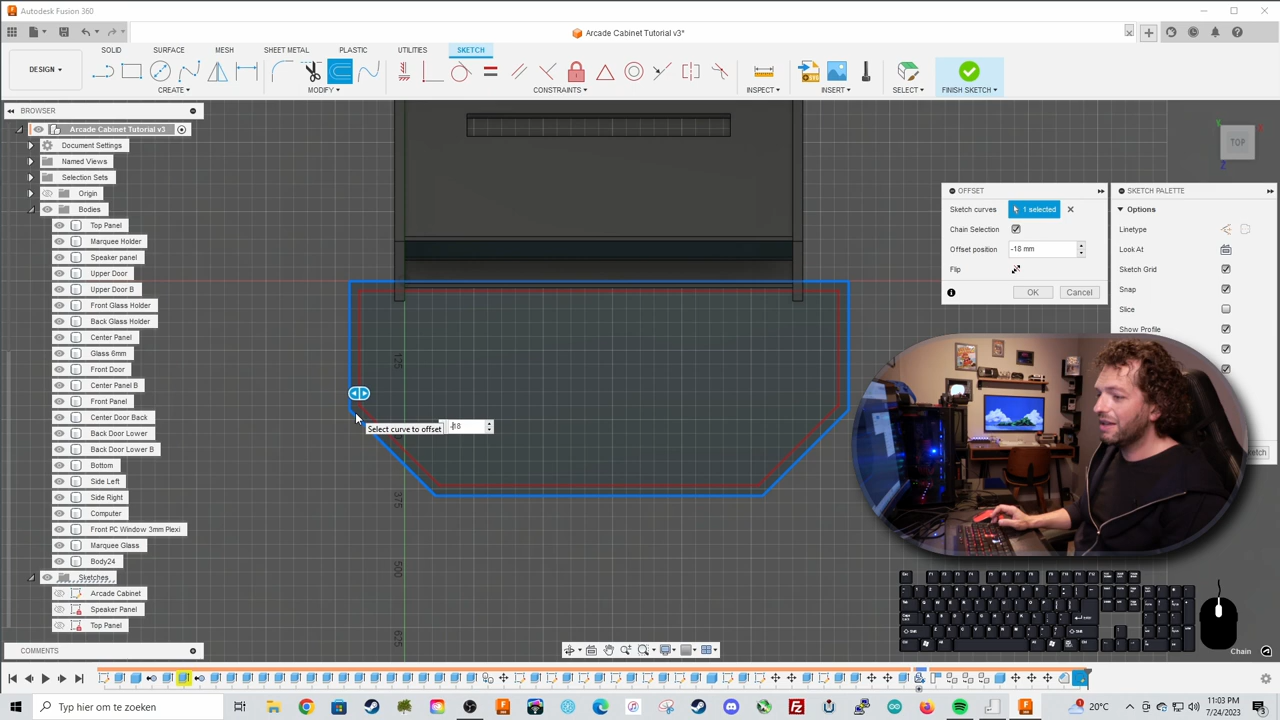 Autodesk Fusion 360
Arcade Cabinet Tutorial v3*
SOLID SURFACE MESH SHEET METAL PLASTIC UTILITIES SKETCH
DESIGN
CREATE MODIFY CONSTRAINTS INSPECT INSERT SELECT FINISH SKETCH
BROWSER
Arcade Cabinet Tutorial v3
Document Settings
Named Views
Selection Sets
Origin
Bodies
Top Panel
Marquee Holder
Speaker panel
Upper Door
Upper Door B
Front Glass Holder
Back Glass Holder
Center Panel
Glass 6mm
Front Door
Center Panel B
Front Panel
Center Door Back
Back Door Lower
Back Door Lower B
Bottom
Side Left
Side Right
Computer
Front PC Window 3mm Plexi
Marquee Glass
Body24
Sketches
Arcade Cabinet
Speaker Panel
Top Panel
COMMENTS
125
375
500
625
Select curve to offset
-18
TOP
Z
OFFSET
Sketch curves 1 selected
Chain Selection
Offset position -18 mm
Flip
OK Cancel
SKETCH PALETTE
Options
Linetype
Look At
Sketch Grid
Snap
Slice
Show Profile
Chain
Typ hier om te zoeken
20°C
11:03 PM
7/24/2023